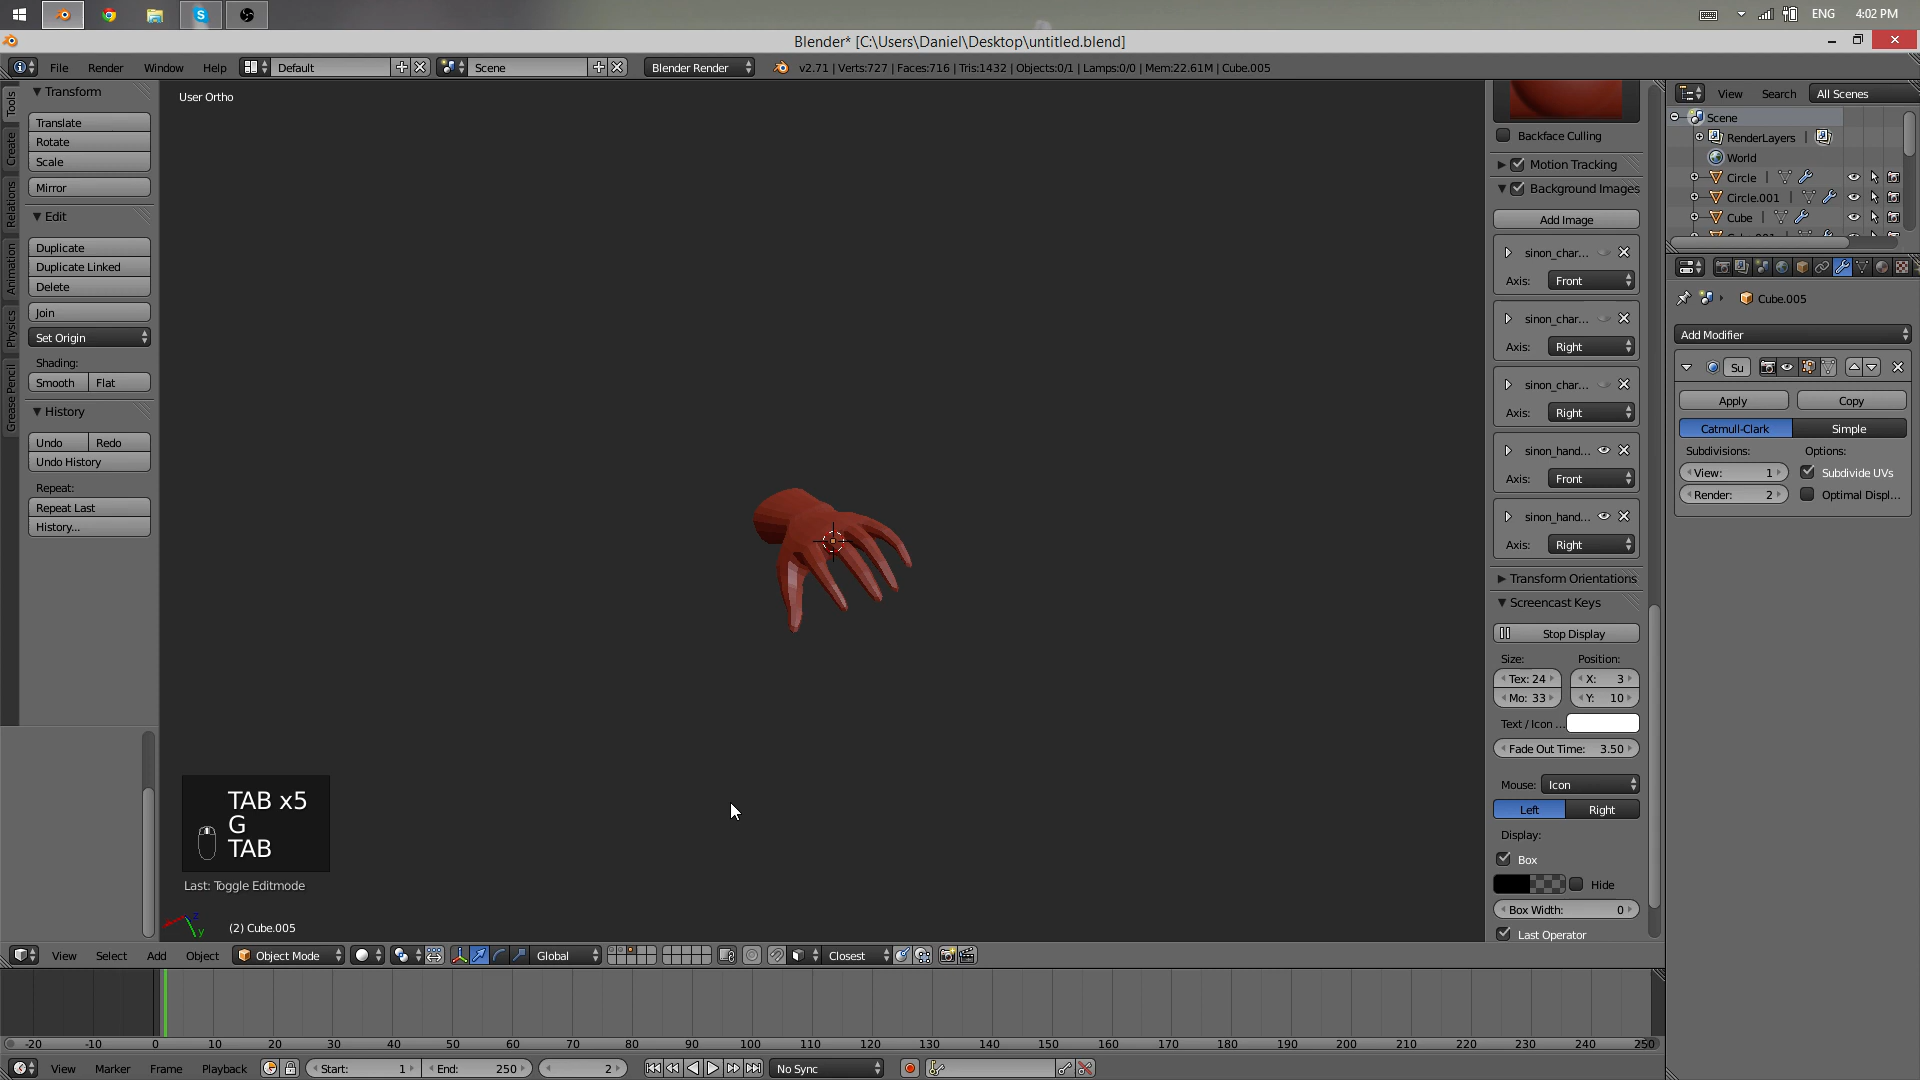 ENG
4:02 PM
Blender* [C:\Users\Daniel\Desktop\untitled.blend]
File
Render
Window
Help
Default
Scene
Blender Render
v2.71 | Verts:727 | Faces:716 | Tris:1432 | Objects:0/1 | Lamps:0/0 | Mem:22.61M | Cube.005
Tools
Create
Relations
Animation
Physics
Grease Pencil
Transform
Translate
Rotate
Scale
Mirror
Edit
Duplicate
Duplicate Linked
Delete
Join
Set Origin
Shading:
Smooth
Flat
History
Undo
Redo
Undo History
Repeat:
Repeat Last
History...
User Ortho
TAB x5
G
TAB
Last: Toggle Editmode
z
y
(2) Cube.005
Backface Culling
Motion Tracking
Background Images
Add Image
sinon_char...
Axis:
Front
sinon_char...
Axis:
Right
sinon_char...
Axis:
Right
sinon_hand...
Axis:
Front
sinon_hand...
Axis:
Right
Transform Orientations
Screencast Keys
Stop Display
Size:
Position:
Tex: 24
X: 3
Mo: 33
Y: 10
Text / Icon ...
Fade Out Time: 3.50
Mouse:
Icon
Left
Right
Display:
Box
Hide
Box Width: 0
Last Operator
View
Search
All Scenes
Scene
RenderLayers |
World
Circle |
Circle.001 |
Cube |
Cube.005
Add Modifier
Su
Apply
Copy
Catmull-Clark
Simple
Subdivisions:
Options:
View: 1
Subdivide UVs
Render: 2
Optimal Displ...
View
Select
Add
Object
Object Mode
Global
Closest
-20 -10 0 10 20 30 40 50 60 70 80 90 100 110 120 130 140 150 160 170 180 190 200 210 220 230 240 250
View
Marker
Frame
Playback
Start: 1
End: 250
2
No Sync